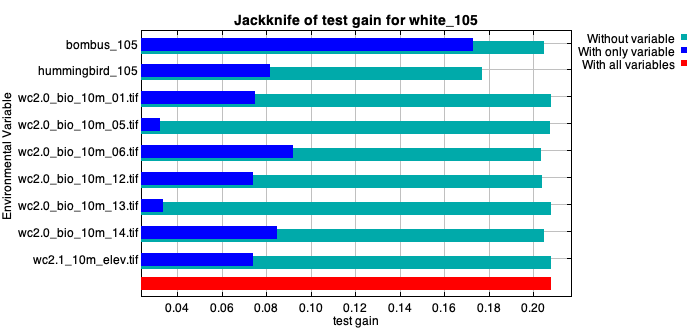 Jackknife of test gain for white_105
Without variable
With only variable
With all variables
Environmental Variable
bombus_105
hummingbird_105
wc2.0_bio_10m_01.tif
wc2.0_bio_10m_05.tif
wc2.0_bio_10m_06.tif
wc2.0_bio_10m_12.tif
wc2.0_bio_10m_13.tif
wc2.0_bio_10m_14.tif
wc2.1_10m_elev.tif
0.04 0.06 0.08 0.10 0.12 0.14 0.16 0.18 0.20
test gain